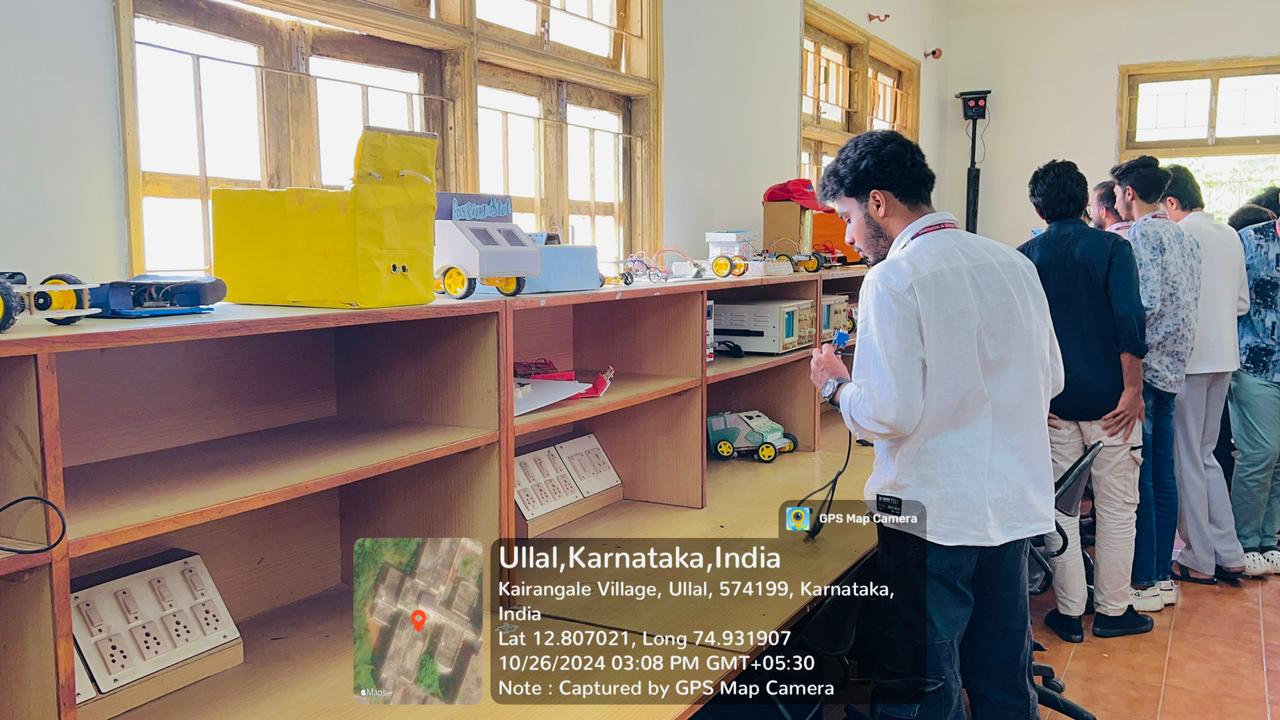 GPS Map Camera
Ullal,Karnataka,India
Kairangale Village, Ullal, 574199, Karnataka,
India
Lat 12.807021, Long 74.931907
10/26/2024 03:08 PM GMT+05:30
Note : Captured by GPS Map Camera
Maps